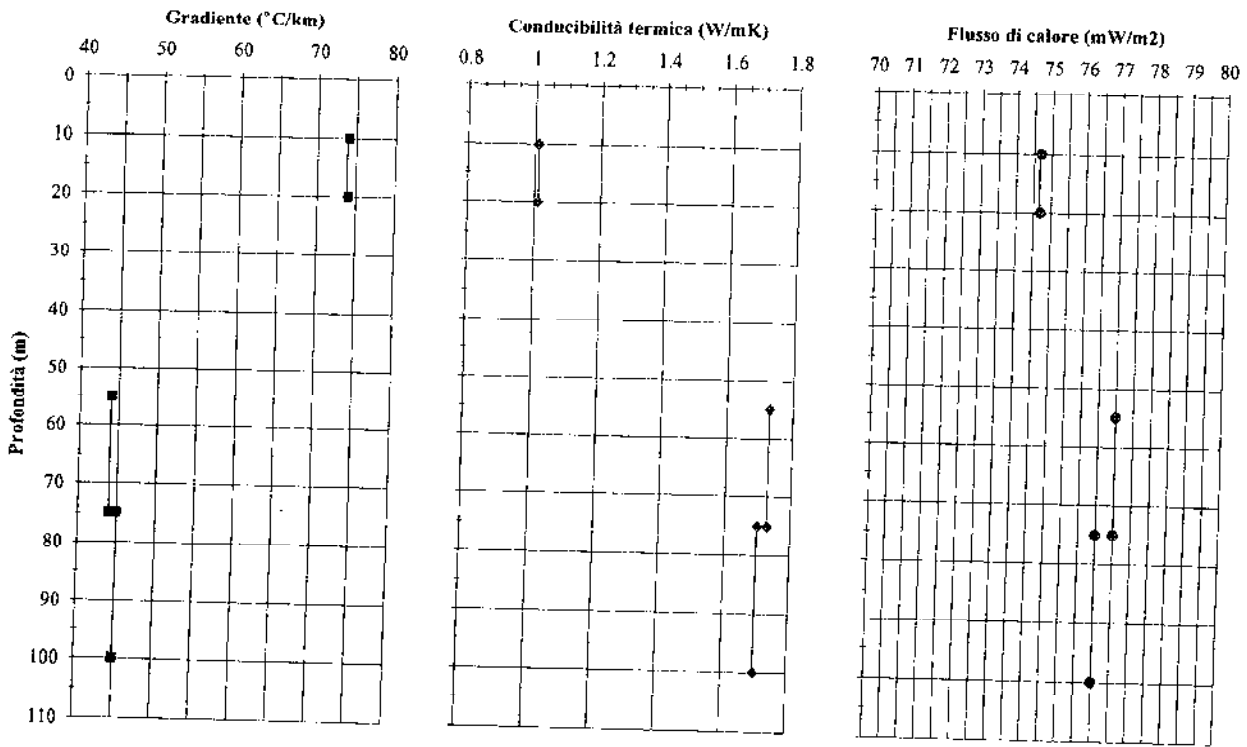 Gradiente (°C/km)
40 50 60 70 80
Profondità (m)
0
10
20
30
40
50
60
70
80
90
100
110
Conducibilità termica (W/mK)
0.8 1 1.2 1.4 1.6 1.8
Flusso di calore (mW/m2)
70 71 72 73 74 75 76 77 78 79 80